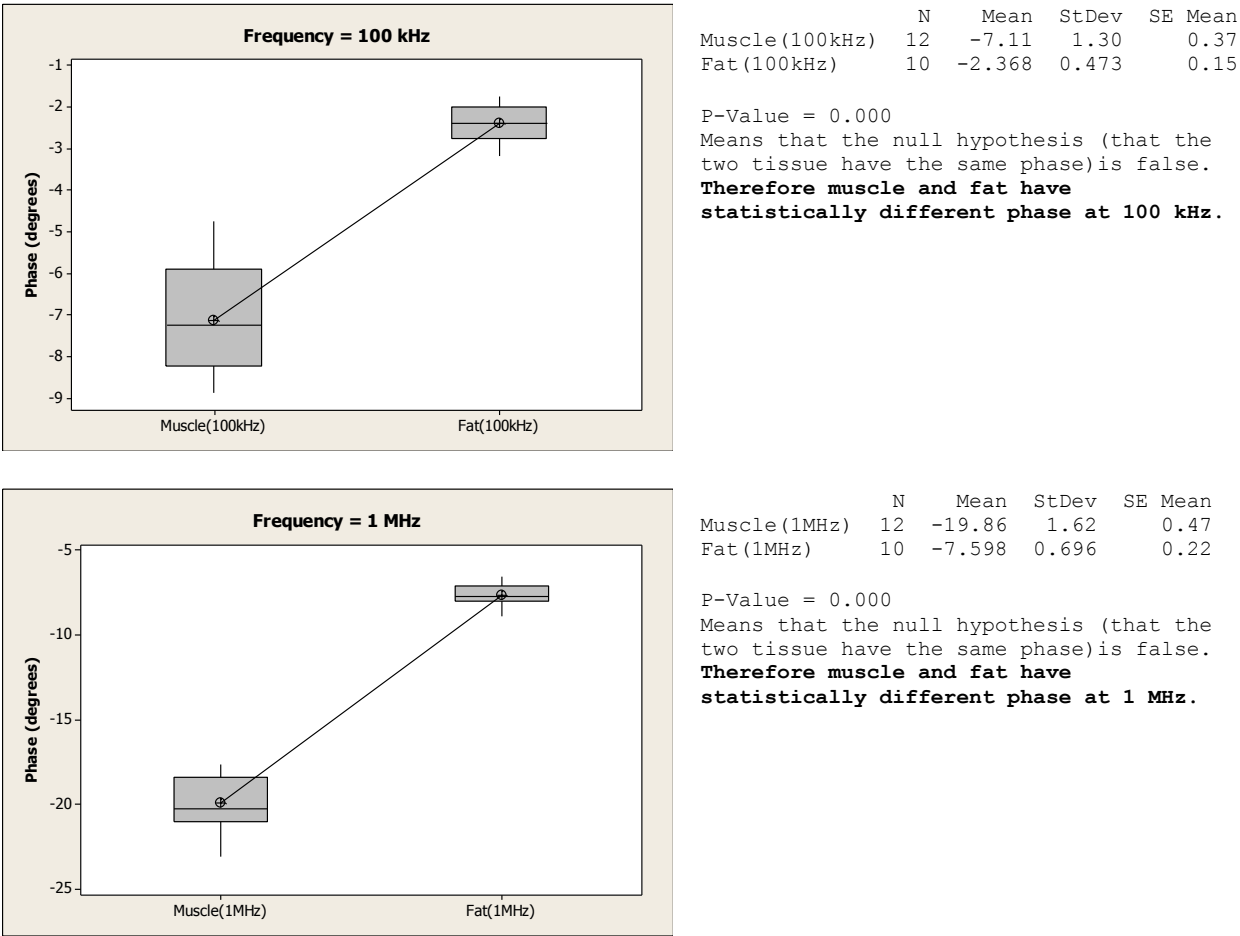 Frequency = 100 kHz
Phase (degrees)
-1
-2
-3
-4
-5
-6
-7
-8
-9
Muscle(100kHz) Fat(100kHz)
N Mean StDev SE Mean
Muscle(100kHz) 12 -7.11 1.30 0.37
Fat(100kHz) 10 -2.368 0.473 0.15
P-Value = 0.000
Means that the null hypothesis (that the
two tissue have the same phase)is false.
Therefore muscle and fat have
statistically different phase at 100 kHz.
Frequency = 1 MHz
Phase (degrees)
-5
-10
-15
-20
-25
Muscle(1MHz) Fat(1MHz)
N Mean StDev SE Mean
Muscle(1MHz) 12 -19.86 1.62 0.47
Fat(1MHz) 10 -7.598 0.696 0.22
P-Value = 0.000
Means that the null hypothesis (that the
two tissue have the same phase)is false.
Therefore muscle and fat have
statistically different phase at 1 MHz.